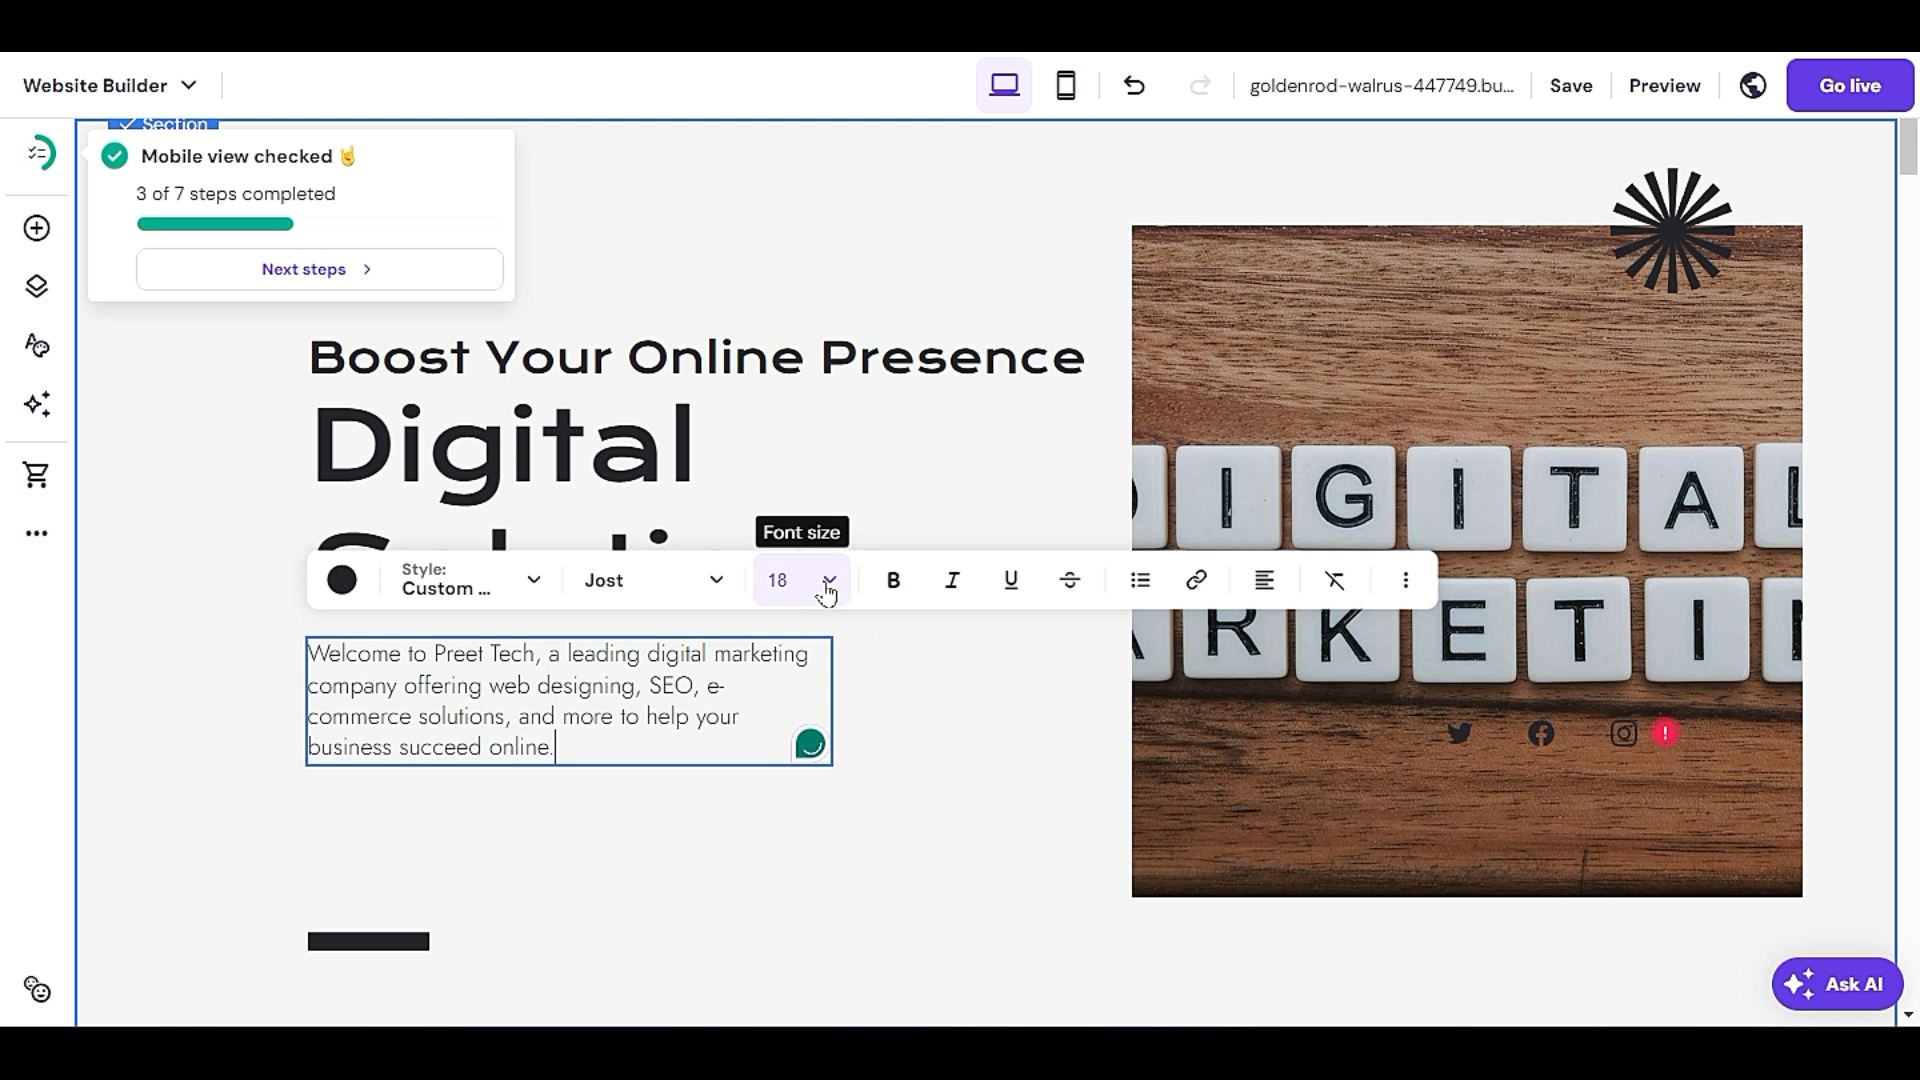 Website Builder
goldenrod-walrus-447749.bu...
Save
Preview
Go live
Section
Mobile view checked 🤘
3 of 7 steps completed
Next steps
Boost Your Online Presence
Digital
Font size
Style:
Custom ...
Jost
18
B
I
U
Welcome to Preet Tech, a leading digital marketing
company offering web designing, SEO, e-
commerce solutions, and more to help your
business succeed online.
IGITAL
RKETI
Ask AI